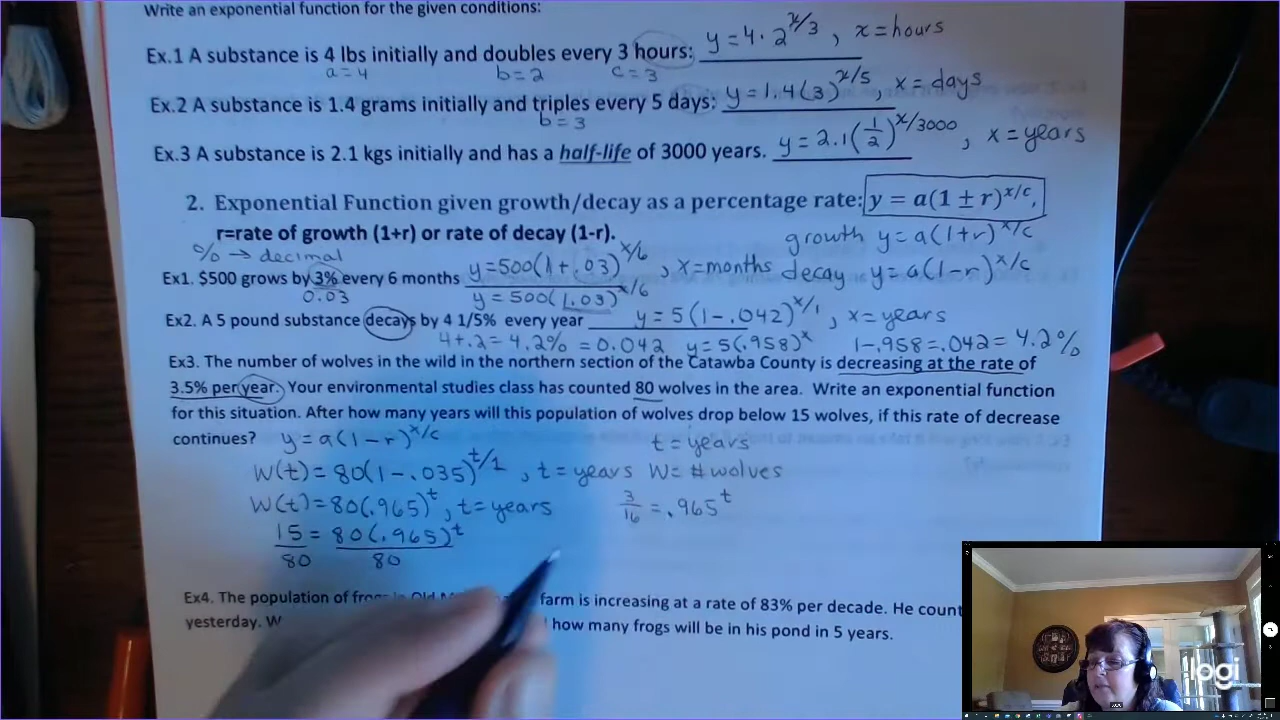 Write an exponential function for the given conditions:
Ex.1 A substance is 4 lbs initially and doubles every 3 hours: y = 4 · 2^(x/3) , x = hours
a = 4 b = 2 c = 3
Ex.2 A substance is 1.4 grams initially and triples every 5 days: y = 1.4(3)^(x/5) , x = days
b = 3
Ex.3 A substance is 2.1 kgs initially and has a half-life of 3000 years. y = 2.1(1/2)^(x/3000) , x = years
2. Exponential Function given growth/decay as a percentage rate: y = a(1 ± r)^(x/c),
r=rate of growth (1+r) or rate of decay (1-r). growth y = a(1+r)^(x/c)
% → decimal
Ex1. $500 grows by 3% every 6 months y = 500(1 + .03)^(x/6) , x = months decay y = a(1-r)^(x/c)
0.03 y = 500(1.03)^(x/6)
Ex2. A 5 pound substance decays by 4 1/5% every year y = 5(1 - .042)^(x/1) , x = years
4 + .2 = 4.2% = 0.042 y = 5(.958)^x 1 - .958 = .042 = 4.2%
Ex3. The number of wolves in the wild in the northern section of the Catawba County is decreasing at the rate of
3.5% per year. Your environmental studies class has counted 80 wolves in the area. Write an exponential function
for this situation. After how many years will this population of wolves drop below 15 wolves, if this rate of decrease
continues? y = a(1 - r)^(x/c) t = years
W(t) = 80(1 - .035)^(t/1) , t = years W = # wolves
W(t) = 80(.965)^t , t = years 3/16 = .965^t
15 = 80(.965)^t
80 80
Ex4. The population of frogs in Old farm is increasing at a rate of 83% per decade. He count
yesterday. how many frogs will be in his pond in 5 years.
logi